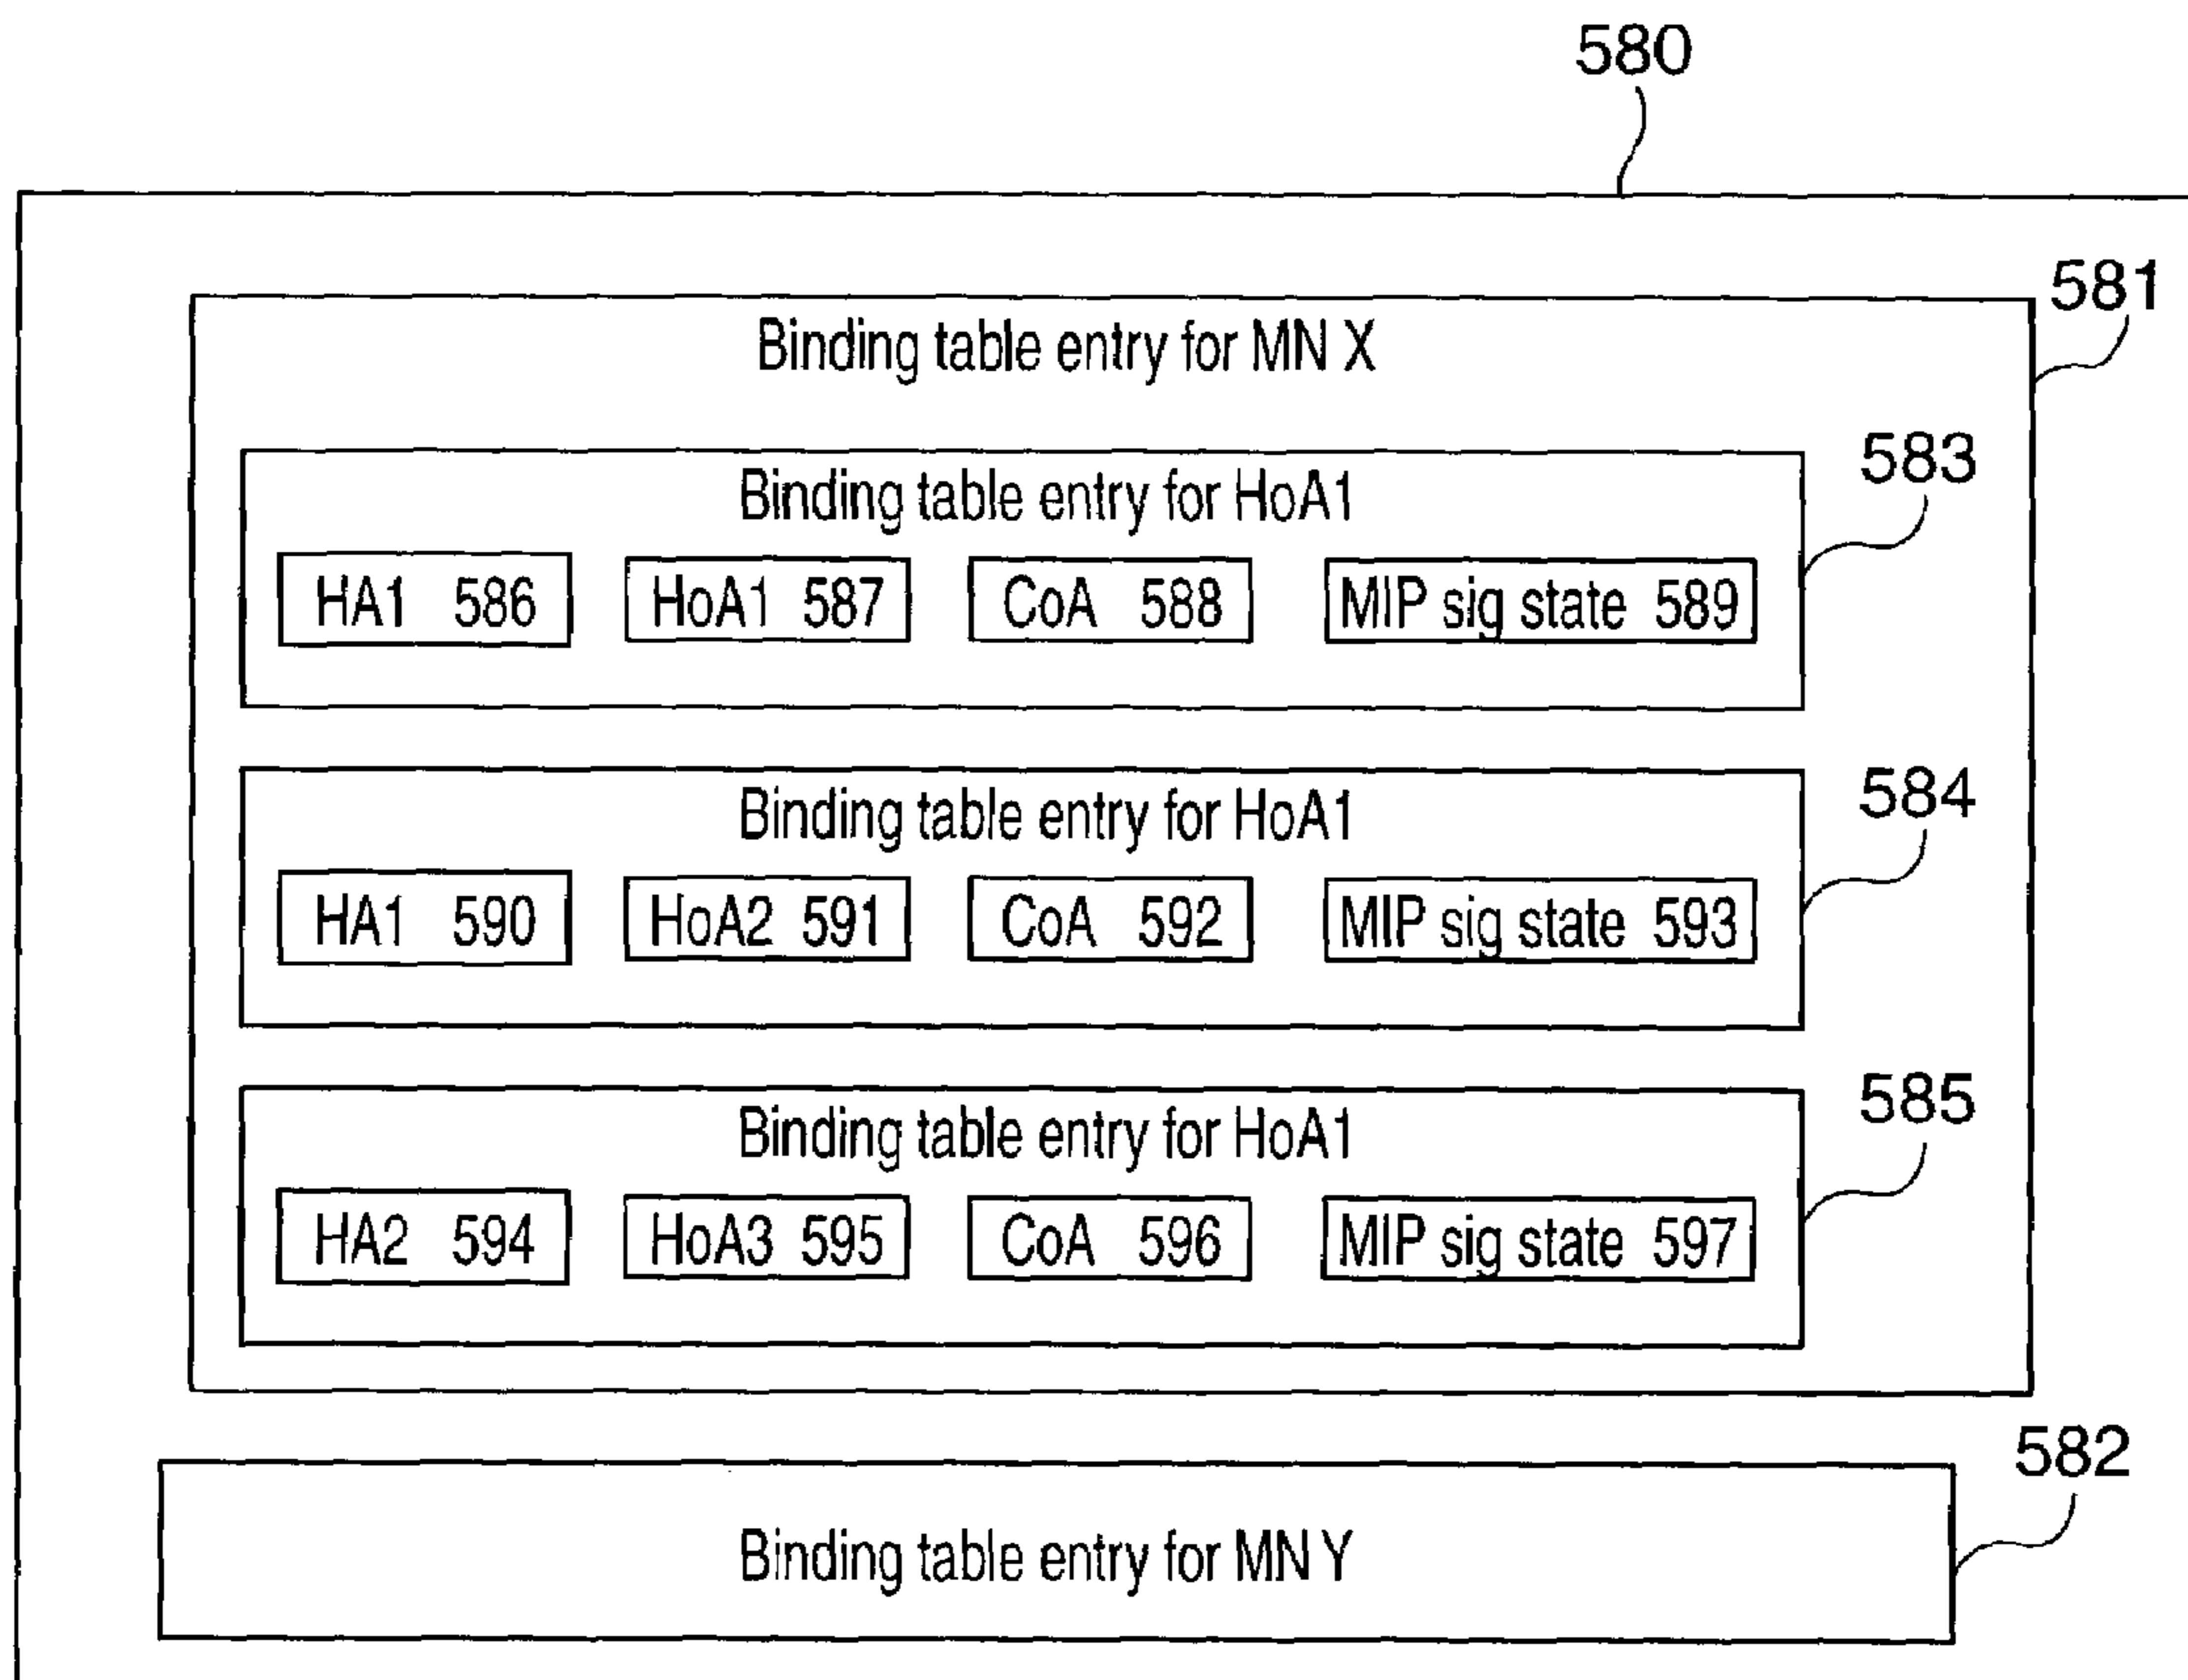 580
581
Binding table entry for MN X
583
Binding table entry for HoA1
HA1 586 HoA1 587 CoA 588 MIP sig state 589
584
Binding table entry for HoA1
HA1 590 HoA2 591 CoA 592 MIP sig state 593
585
Binding table entry for HoA1
HA2 594 HoA3 595 CoA 596 MIP sig state 597
582
Binding table entry for MN Y